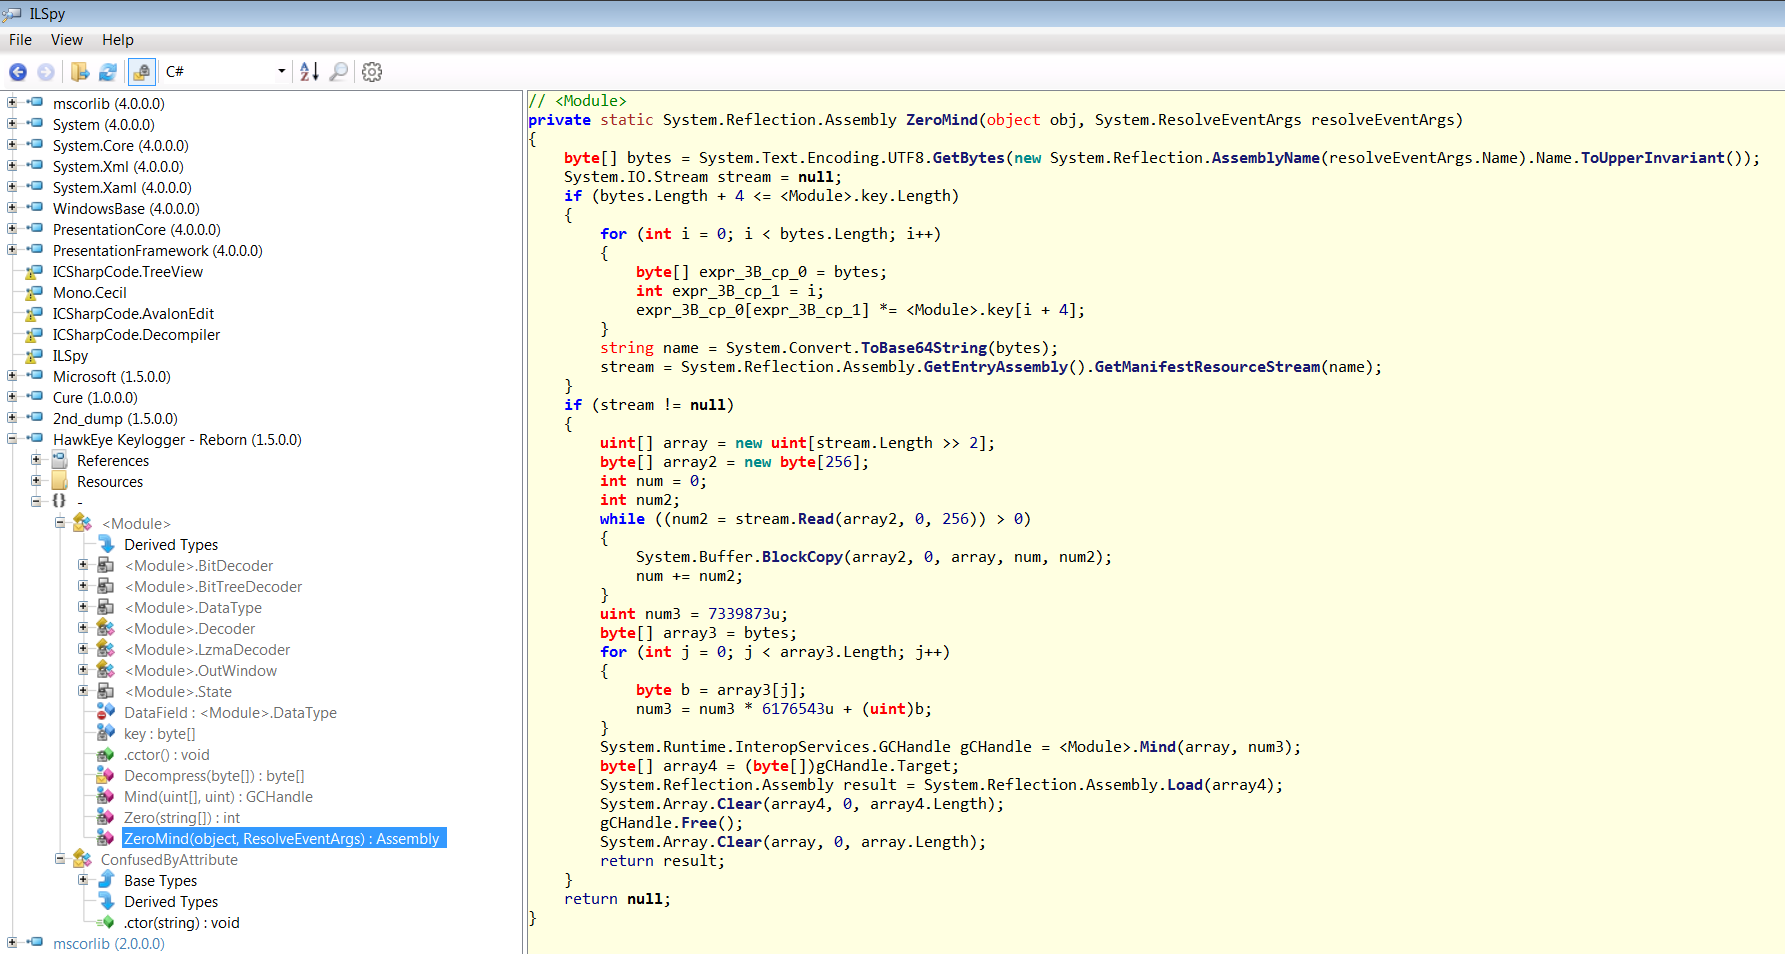 ILSpy
File View Help
C#
mscorlib (4.0.0.0)
System (4.0.0.0)
System.Core (4.0.0.0)
System.Xml (4.0.0.0)
System.Xaml (4.0.0.0)
WindowsBase (4.0.0.0)
PresentationCore (4.0.0.0)
PresentationFramework (4.0.0.0)
ICSharpCode.TreeView
Mono.Cecil
ICSharpCode.AvalonEdit
ICSharpCode.Decompiler
ILSpy
Microsoft (1.5.0.0)
Cure (1.0.0.0)
2nd_dump (1.5.0.0)
HawkEye Keylogger - Reborn (1.5.0.0)
References
Resources
{} -
<Module>
Derived Types
<Module>.BitDecoder
<Module>.BitTreeDecoder
<Module>.DataType
<Module>.Decoder
<Module>.LzmaDecoder
<Module>.OutWindow
<Module>.State
DataField : <Module>.DataType
key : byte[]
.cctor() : void
Decompress(byte[]) : byte[]
Mind(uint[], uint) : GCHandle
Zero(string[]) : int
ZeroMind(object, ResolveEventArgs) : Assembly
ConfusedByAttribute
Base Types
Derived Types
.ctor(string) : void
mscorlib (2.0.0.0)
// <Module>
private static System.Reflection.Assembly ZeroMind(object obj, System.ResolveEventArgs resolveEventArgs)
{
byte[] bytes = System.Text.Encoding.UTF8.GetBytes(new System.Reflection.AssemblyName(resolveEventArgs.Name).Name.ToUpperInvariant());
System.IO.Stream stream = null;
if (bytes.Length + 4 <= <Module>.key.Length)
{
for (int i = 0; i < bytes.Length; i++)
{
byte[] expr_3B_cp_0 = bytes;
int expr_3B_cp_1 = i;
expr_3B_cp_0[expr_3B_cp_1] *= <Module>.key[i + 4];
}
string name = System.Convert.ToBase64String(bytes);
stream = System.Reflection.Assembly.GetEntryAssembly().GetManifestResourceStream(name);
}
if (stream != null)
{
uint[] array = new uint[stream.Length >> 2];
byte[] array2 = new byte[256];
int num = 0;
int num2;
while ((num2 = stream.Read(array2, 0, 256)) > 0)
{
System.Buffer.BlockCopy(array2, 0, array, num, num2);
num += num2;
}
uint num3 = 7339873u;
byte[] array3 = bytes;
for (int j = 0; j < array3.Length; j++)
{
byte b = array3[j];
num3 = num3 * 6176543u + (uint)b;
}
System.Runtime.InteropServices.GCHandle gCHandle = <Module>.Mind(array, num3);
byte[] array4 = (byte[])gCHandle.Target;
System.Reflection.Assembly result = System.Reflection.Assembly.Load(array4);
System.Array.Clear(array4, 0, array4.Length);
gCHandle.Free();
System.Array.Clear(array, 0, array.Length);
return result;
}
return null;
}